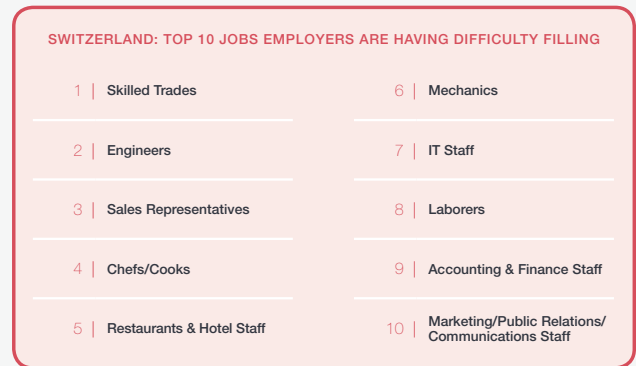 SWITZERLAND: TOP 10 JOBS EMPLOYERS ARE HAVING DIFFICULTY FILLING
1 | Skilled Trades
2 | Engineers
3 | Sales Representatives
4 | Chefs/Cooks
5 | Restaurants & Hotel Staff
6 | Mechanics
7 | IT Staff
8 | Laborers
9 | Accounting & Finance Staff
10 | Marketing/Public Relations/
Communications Staff